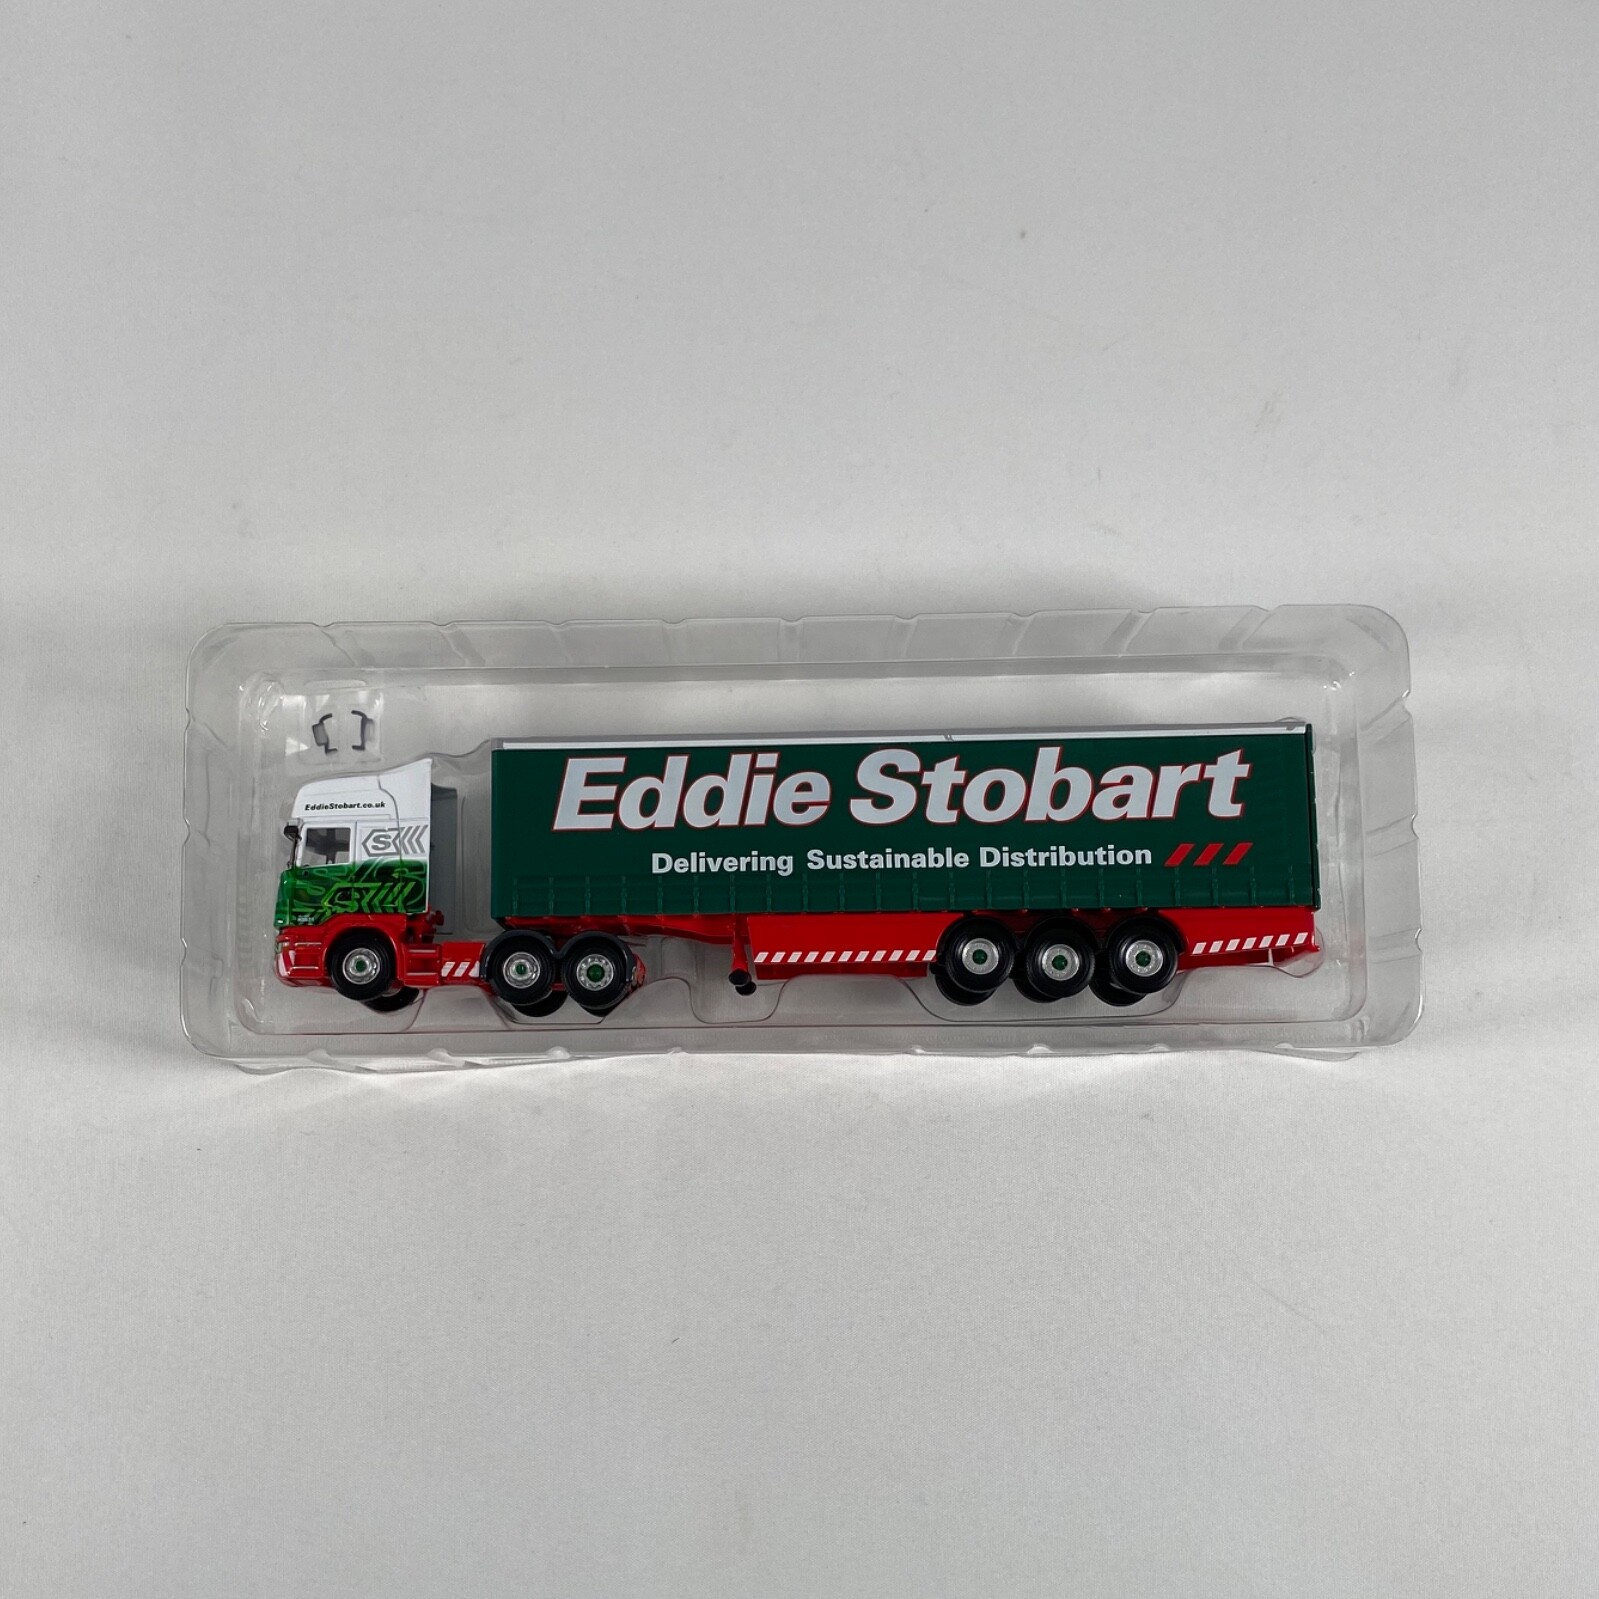 EddieStobart.co.uk
S
Eddie Stobart
Delivering Sustainable Distribution